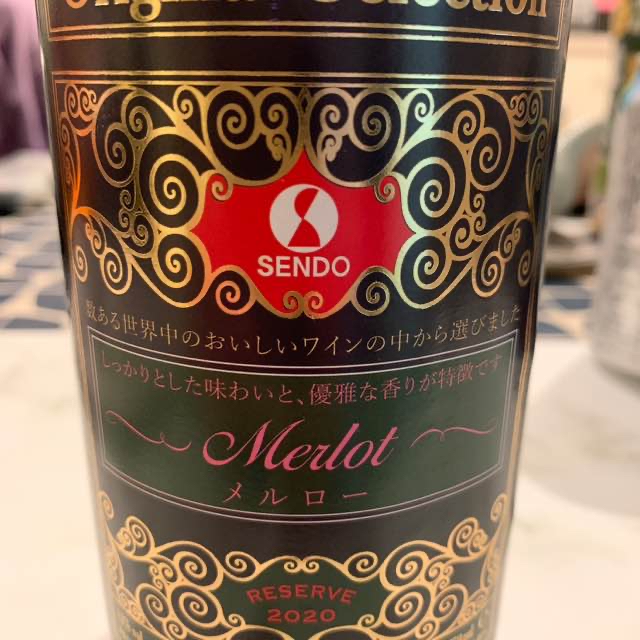 Original Selection
SENDO
数ある世界中のおいしいワインの中から選びました
しっかりとした味わいと、優雅な香りが特徴です
Merlot
メルロー
RESERVE
2020